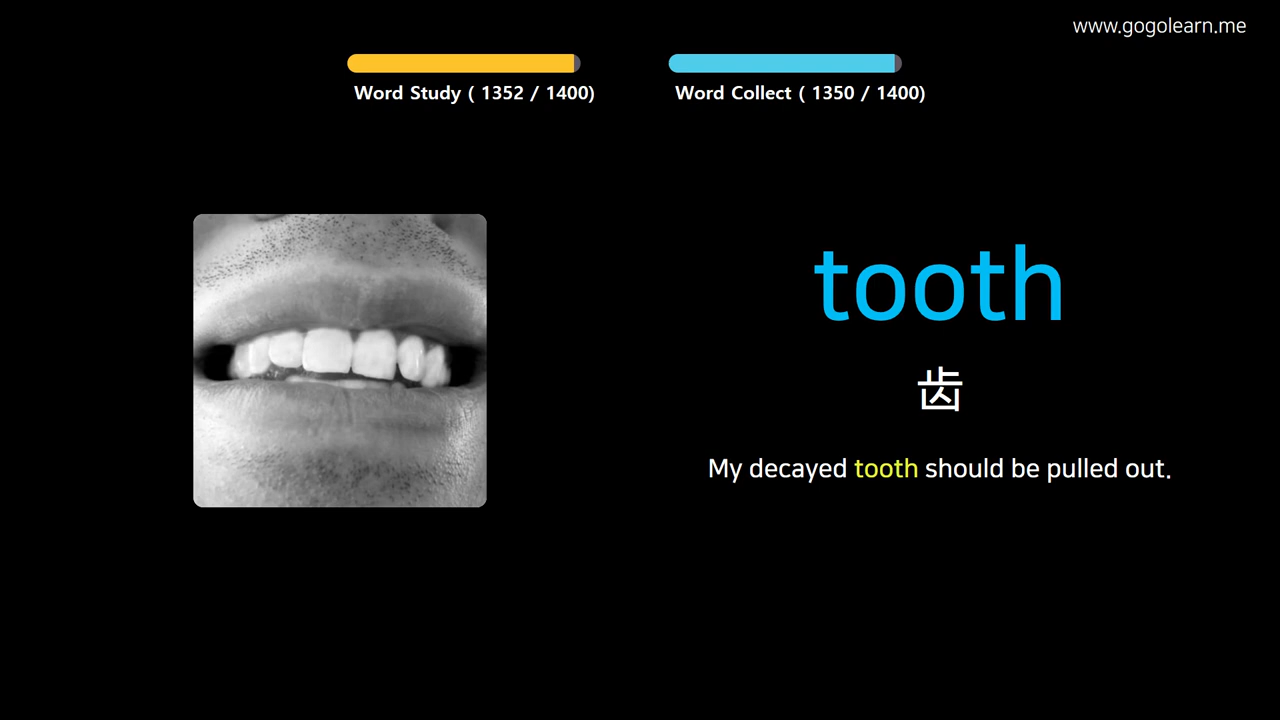 www.gogolearn.me
Word Study ( 1352 / 1400)
Word Collect ( 1350 / 1400)
tooth
齿
My decayed tooth should be pulled out.